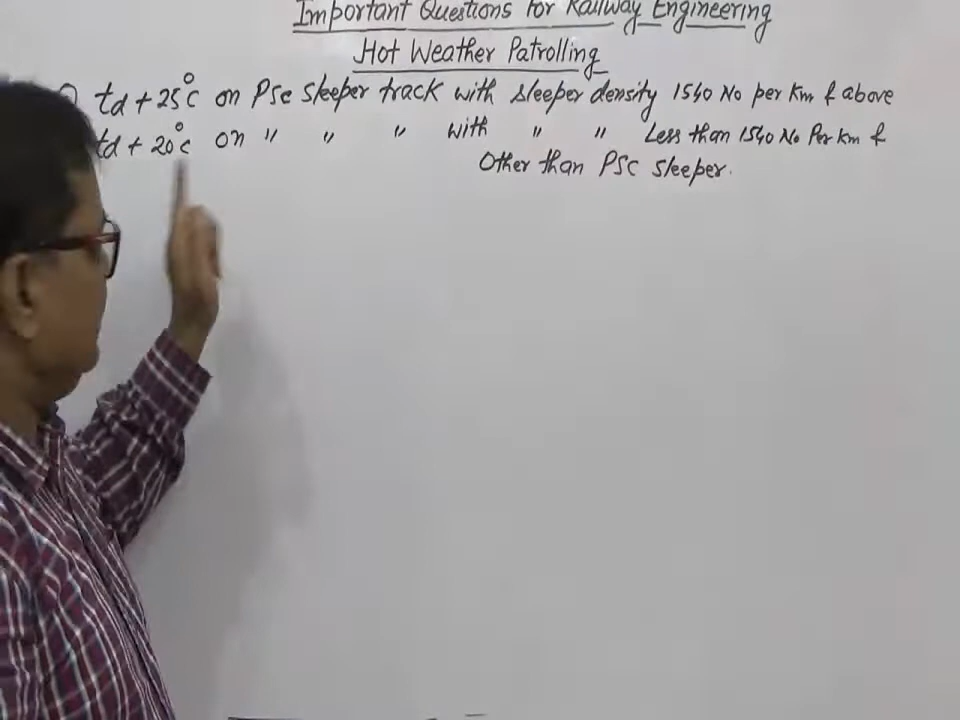 Important Questions for Railway Engineering
Hot Weather Patrolling
td + 25°c on PSC Sleeper track with sleeper density 1540 No per Km & above
td + 20°c on " " " with " " Less than 1540 No Per Km &
Other than PSC Sleeper.